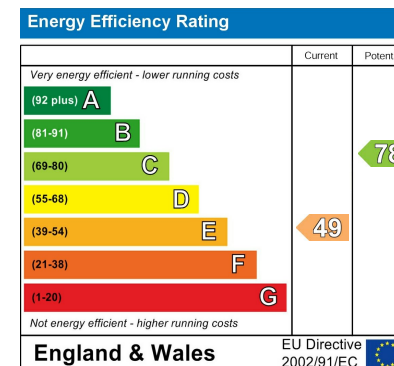 Energy Efficiency Rating
Current
Potent
Very energy efficient - lower running costs
(92 plus) A
(81-91) B
(69-80) C
78
(55-68) D
(39-54) E
49
(21-38) F
(1-20) G
Not energy efficient - higher running costs
England & Wales
EU Directive
2002/91/EC